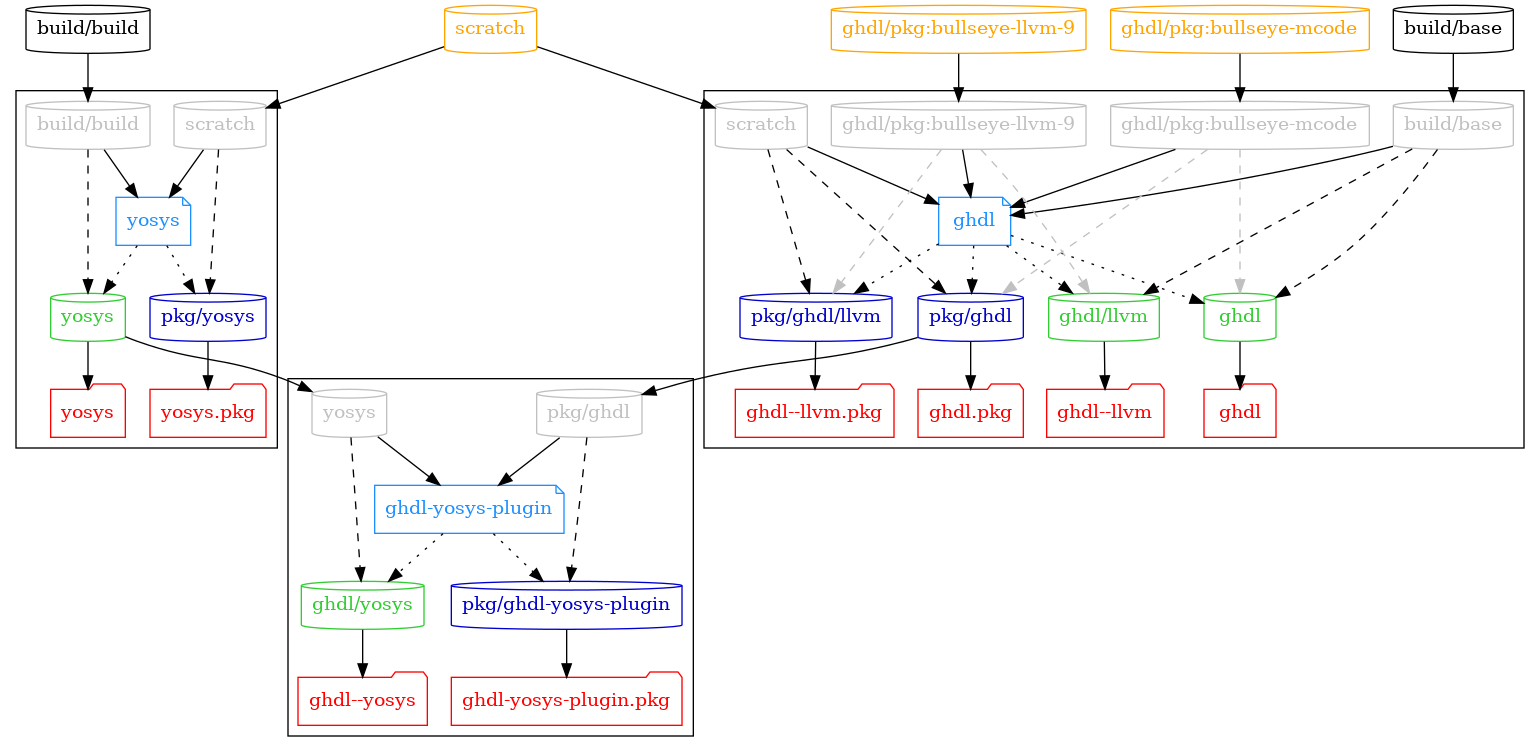 build/build
scratch
ghdl/pkg:bullseye-llvm-9
ghdl/pkg:bullseye-mcode
build/base
build/build
scratch
scratch
ghdl/pkg:bullseye-llvm-9
ghdl/pkg:bullseye-mcode
build/base
yosys
ghdl
yosys
pkg/yosys
pkg/ghdl/llvm
pkg/ghdl
ghdl/llvm
ghdl
yosys
yosys.pkg
yosys
pkg/ghdl
ghdl--llvm.pkg
ghdl.pkg
ghdl--llvm
ghdl
ghdl-yosys-plugin
ghdl/yosys
pkg/ghdl-yosys-plugin
ghdl--yosys
ghdl-yosys-plugin.pkg